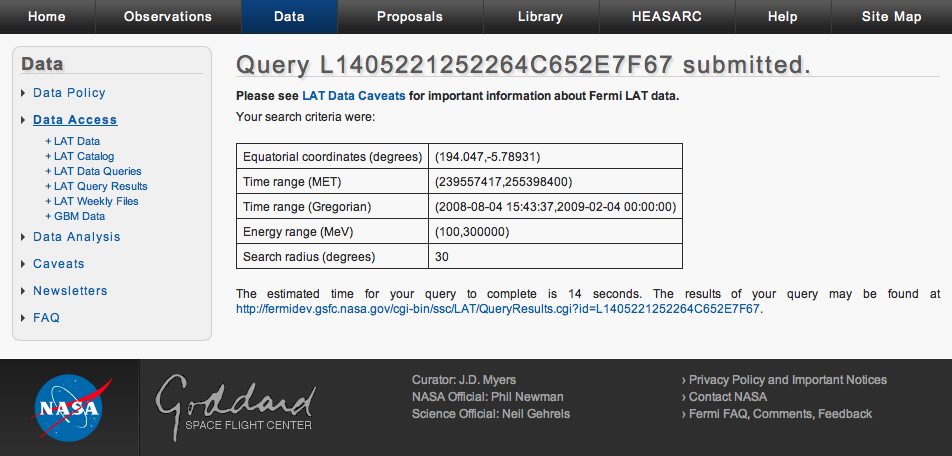 Home Observations Data Proposals Library HEASARC Help Site Map
Data
Data Policy
Data Access
+ LAT Data
+ LAT Catalog
+ LAT Data Queries
+ LAT Query Results
+ LAT Weekly Files
+ GBM Data
Data Analysis
Caveats
Newsletters
FAQ
Query L1405221252264C652E7F67 submitted.
Please see LAT Data Caveats for important information about Fermi LAT data.
Your search criteria were:
Equatorial coordinates (degrees) (194.047,-5.78931)
Time range (MET) (239557417,255398400)
Time range (Gregorian) (2008-08-04 15:43:37,2009-02-04 00:00:00)
Energy range (MeV) (100,300000)
Search radius (degrees) 30
The estimated time for your query to complete is 14 seconds. The results of your query may be found at
http://fermidev.gsfc.nasa.gov/cgi-bin/ssc/LAT/QueryResults.cgi?id=L1405221252264C652E7F67.
NASA
Goddard
SPACE FLIGHT CENTER
Curator: J.D. Myers
NASA Official: Phil Newman
Science Official: Neil Gehrels
› Privacy Policy and Important Notices
› Contact NASA
› Fermi FAQ, Comments, Feedback